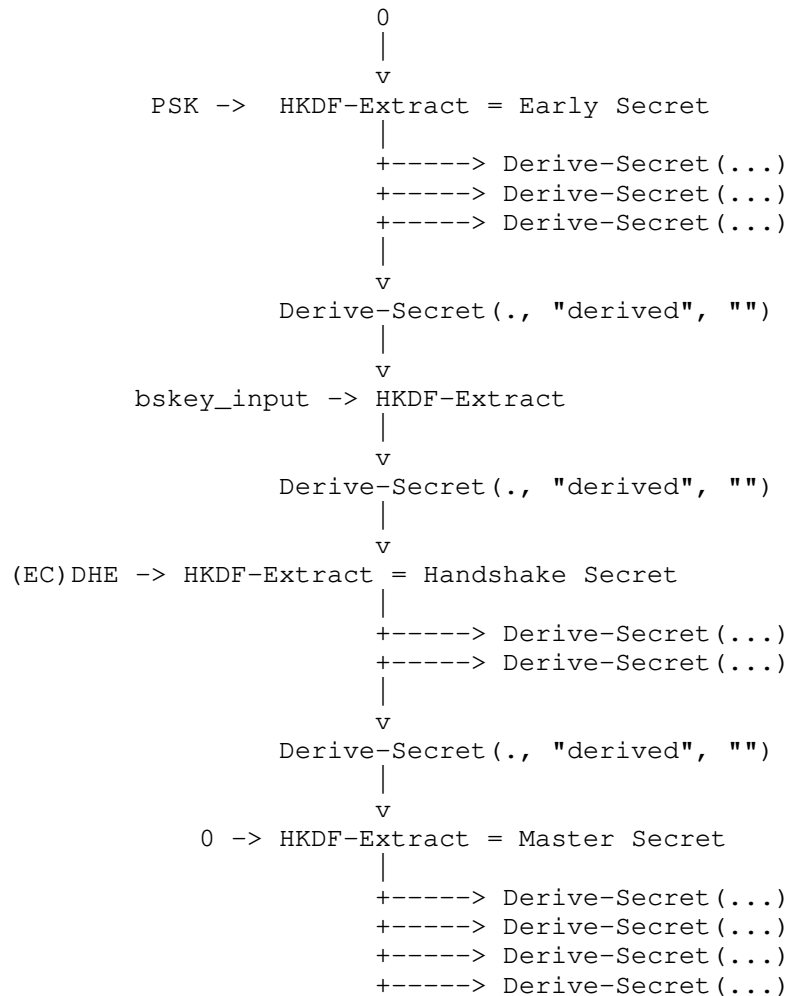 0
                             |
                             v
           PSK ->  HKDF-Extract = Early Secret
                             |
                             +-----> Derive-Secret(...)
                             +-----> Derive-Secret(...)
                             +-----> Derive-Secret(...)
                             |
                             v
                     Derive-Secret(., "derived", "")
                             |
                             v
          bskey_input -> HKDF-Extract
                             |
                             v
                     Derive-Secret(., "derived", "")
                             |
                             v
(EC)DHE -> HKDF-Extract = Handshake Secret
                             |
                             +-----> Derive-Secret(...)
                             +-----> Derive-Secret(...)
                             |
                             v
                     Derive-Secret(., "derived", "")
                             |
                             v
               0 -> HKDF-Extract = Master Secret
                             |
                             +-----> Derive-Secret(...)
                             +-----> Derive-Secret(...)
                             +-----> Derive-Secret(...)
                             +-----> Derive-Secret(...)